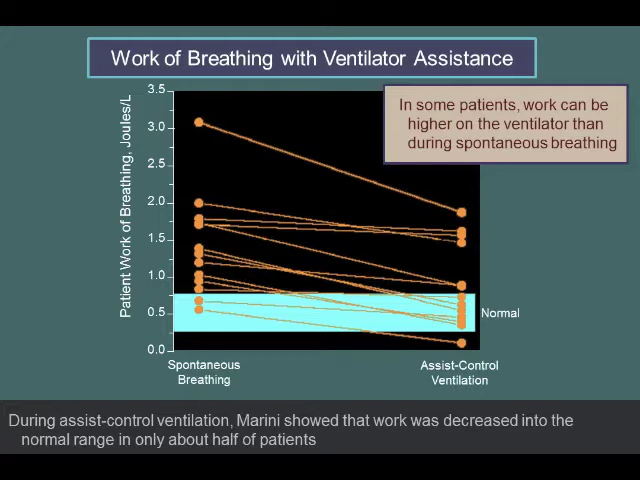 Work of Breathing with Ventilator Assistance
In some patients, work can be
higher on the ventilator than
during spontaneous breathing
Patient Work of Breathing, Joules/L
3.5
3.0
2.5
2.0
1.5
1.0
0.5
0.0
Normal
Spontaneous
Breathing
Assist-Control
Ventilation
During assist-control ventilation, Marini showed that work was decreased into the
normal range in only about half of patients